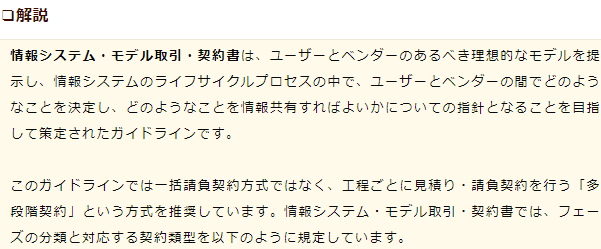 ❏解説
情報システム・モデル取引・契約書は、ユーザーとベンダーのあるべき理想的なモデルを提
示し、情報システムのライフサイクルプロセスの中で、ユーザーとベンダーの間でどのよう
なことを決定し、どのようなことを情報共有すればよいかについての指針となることを目指
して策定されたガイドラインです。
このガイドラインでは一括請負契約方式ではなく、工程ごとに見積り・請負契約を行う「多
段階契約」という方式を推奨しています。情報システム・モデル取引・契約書では、フェー
ズの分類と対応する契約類型を以下のように規定しています。